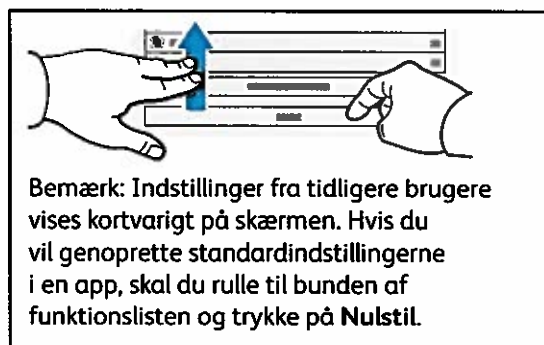 Bemærk: Indstillinger fra tidligere brugere
vises kortvarigt på skærmen. Hvis du
vil genoprette standardindstillingerne
i en app, skal du rulle til bunden af
funktionslisten og trykke på Nulstil.